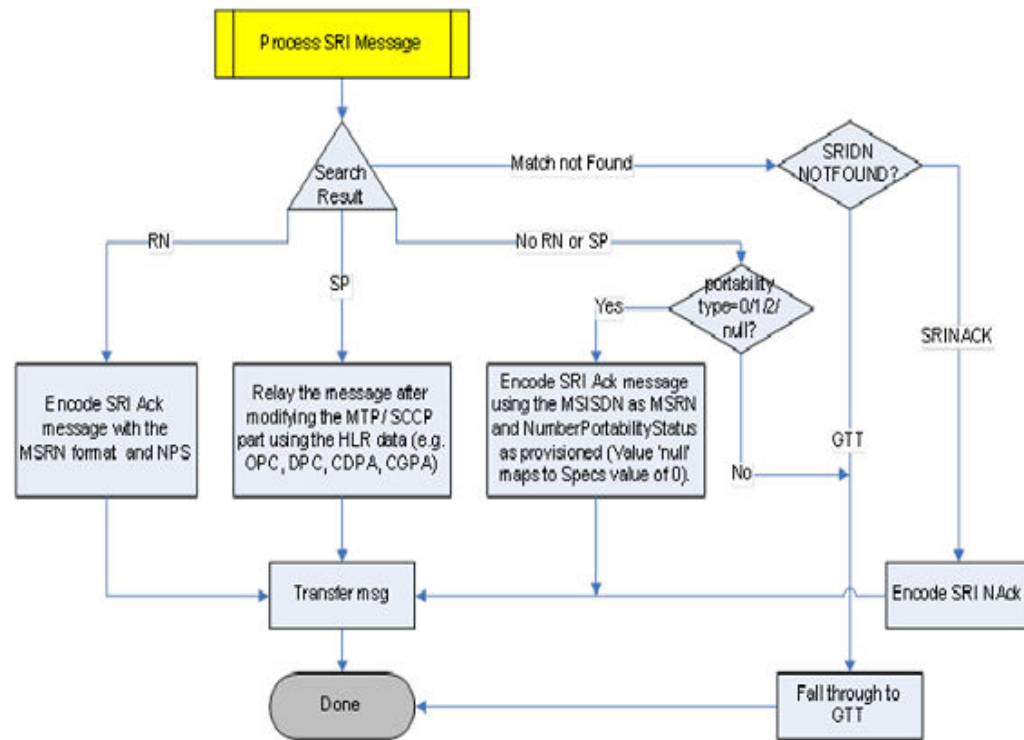 Process SRI Message
Search
Result
Match not Found
SRIDN
NOTFOUND?
RN
SP
No RN or SP
portability
type=0/1/2/
null?
Yes
No
GTT
SRINACK
Encode SRI Ack
message with the
MSRN format and NPS
Relay the message after
modifying the MTP/ SCCP
part using the HLR data (e.g.
OPC, DPC, CDPA, CGPA)
Encode SRI Ack message
using the MSISDN as MSRN
and NumberPortabilityStatus
as provisioned (Value 'null'
maps to Specs value of 0).
Transfer msg
Encode SRI NAck
Done
Fall through to
GTT